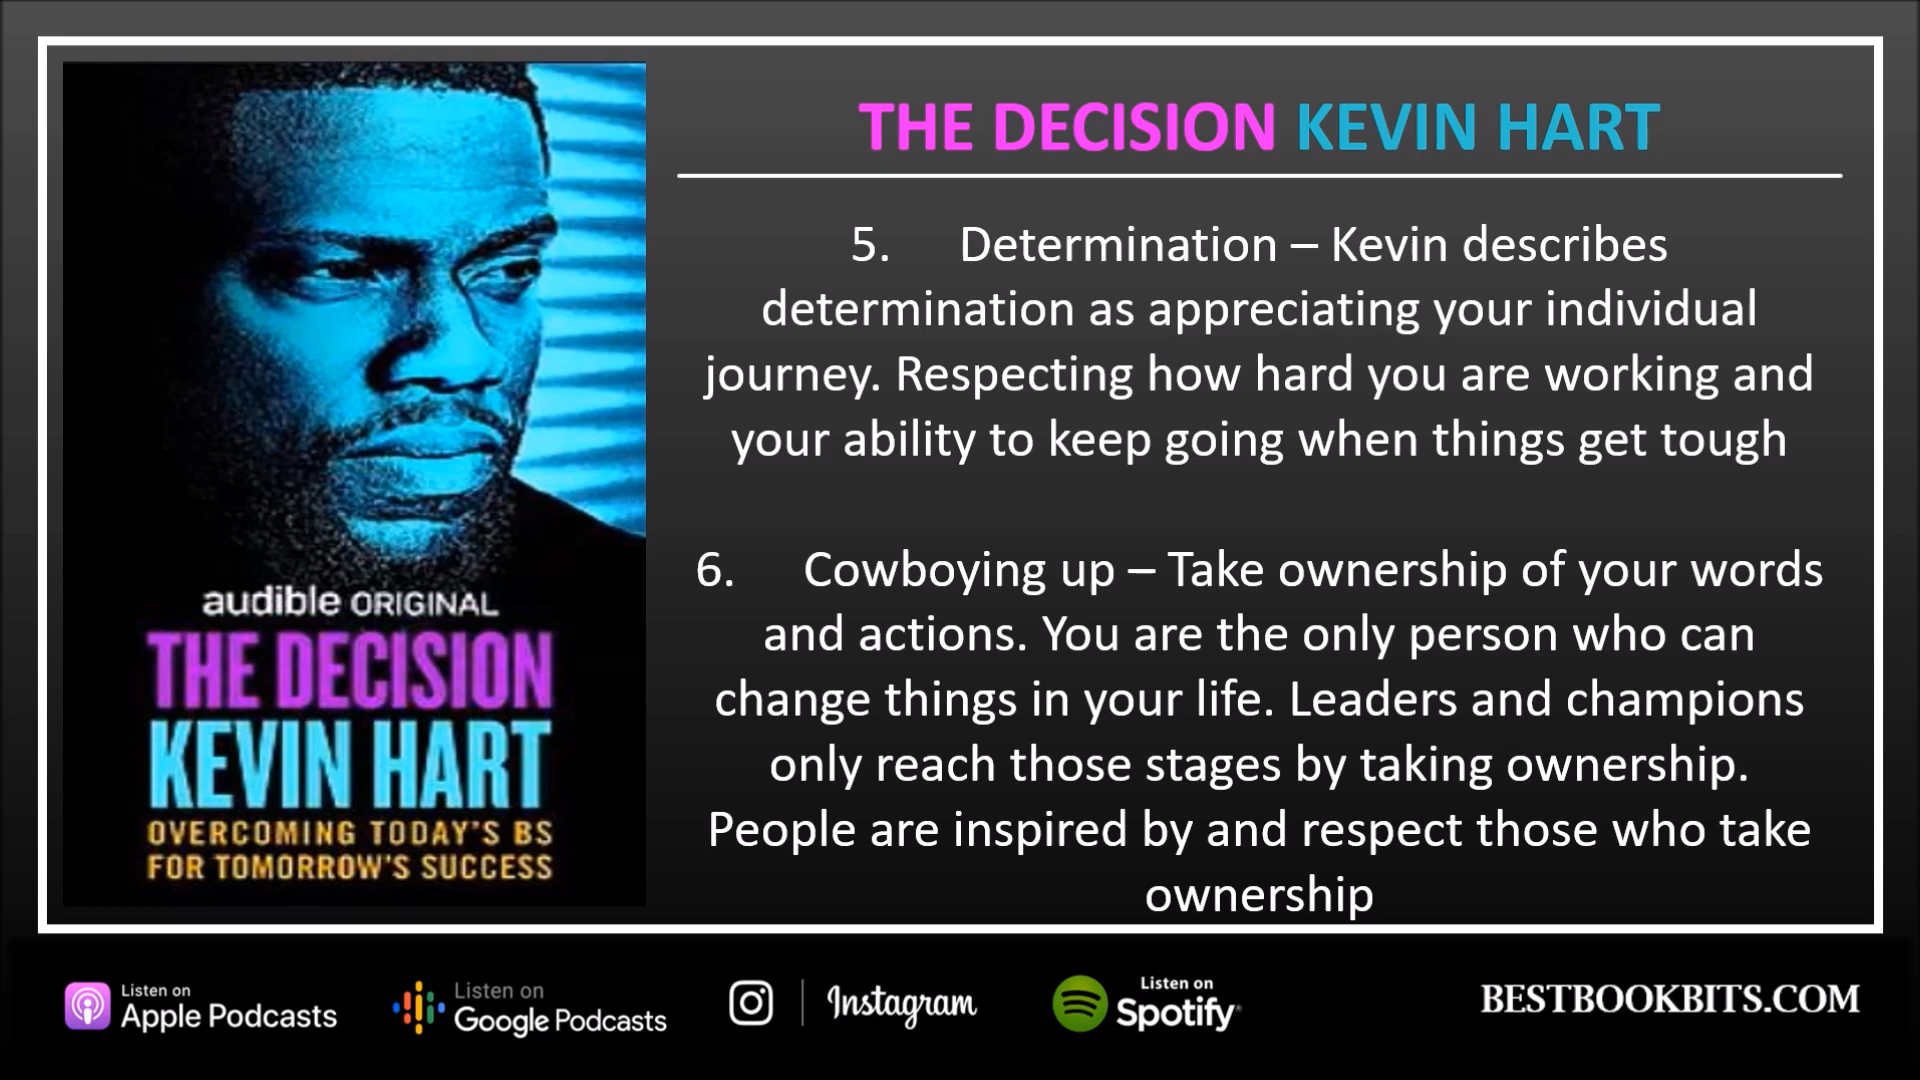 THE DECISION KEVIN HART
5. Determination – Kevin describes
determination as appreciating your individual
journey. Respecting how hard you are working and
your ability to keep going when things get tough
6. Cowboying up – Take ownership of your words
and actions. You are the only person who can
change things in your life. Leaders and champions
only reach those stages by taking ownership.
People are inspired by and respect those who take
ownership
audible ORIGINAL
THE DECISION
KEVIN HART
OVERCOMING TODAY'S BS
FOR TOMORROW'S SUCCESS
Listen on
Apple Podcasts
Listen on
Google Podcasts
Instagram
Listen on
Spotify
BESTBOOKBITS.COM